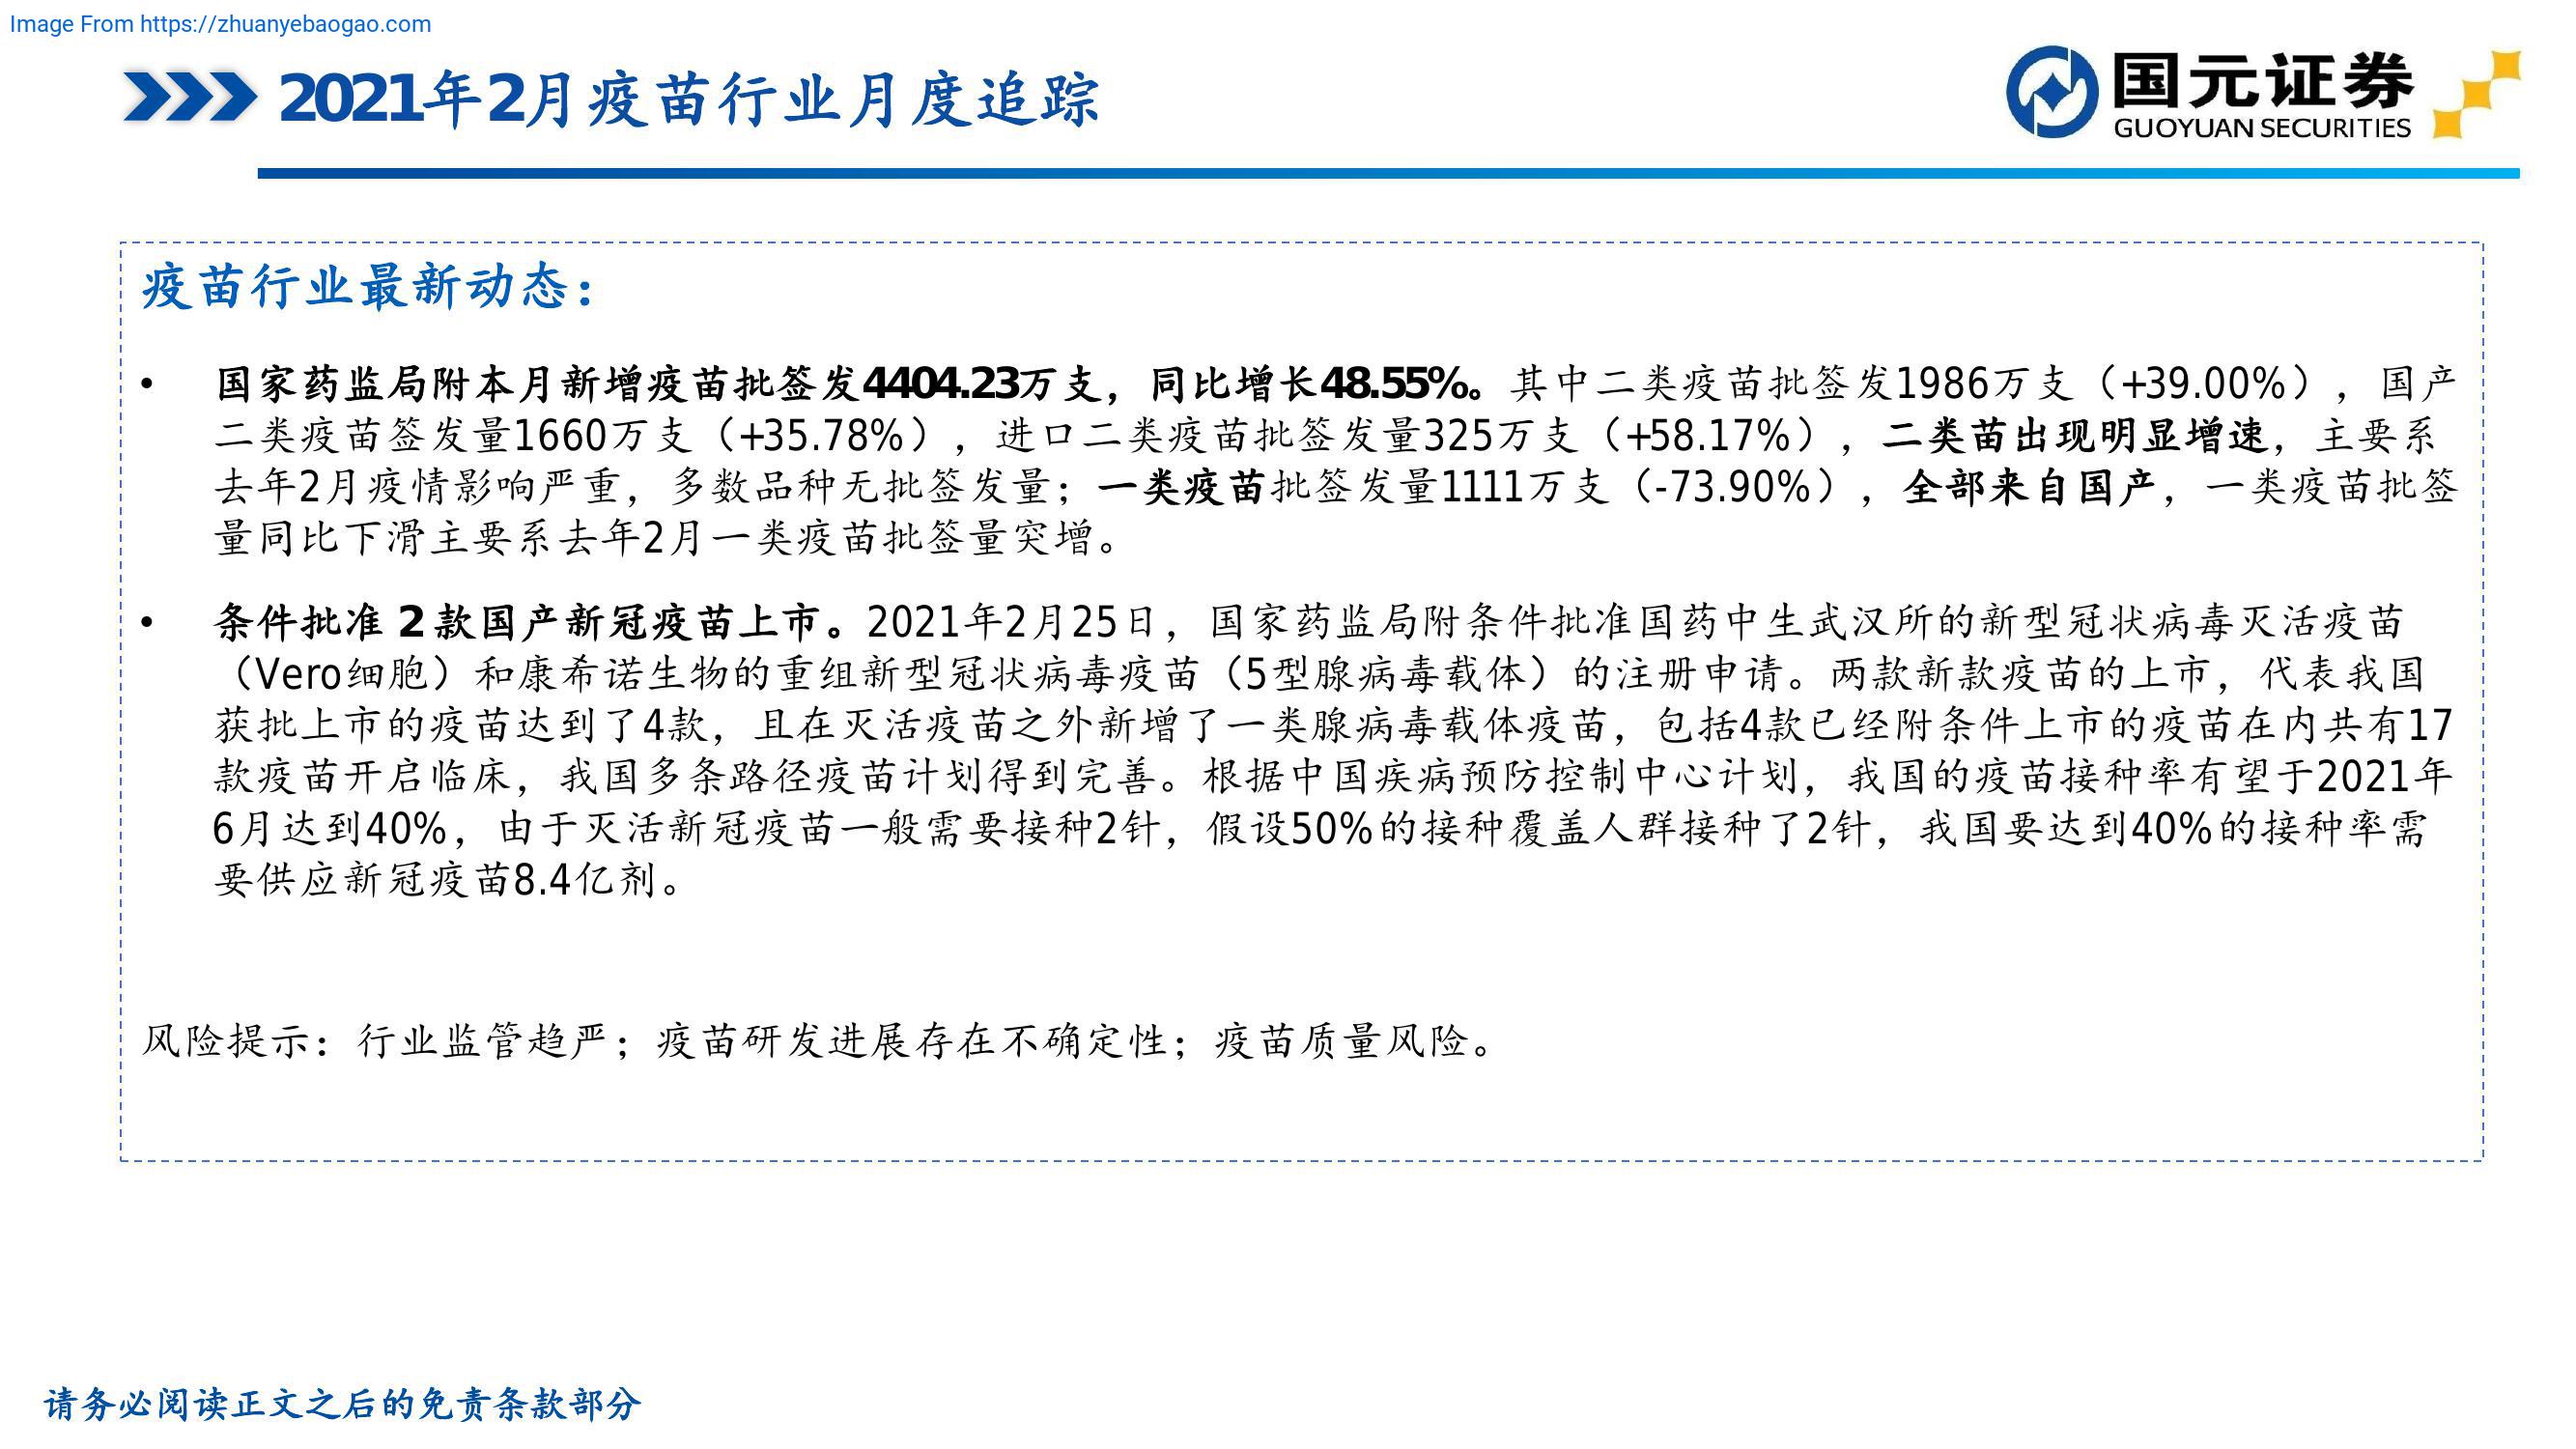 Image From https://zhuanyebaogao.com
2021年2月疫苗行业月度追踪
国元证券
GUOYUAN SECURITIES
疫苗行业最新动态：
• 国家药监局附本月新增疫苗批签发4404.23万支，同比增长48.55%。其中二类疫苗批签发1986万支（+39.00%），国产
二类疫苗签发量1660万支（+35.78%），进口二类疫苗批签发量325万支（+58.17%），二类苗出现明显增速，主要系
去年2月疫情影响严重，多数品种无批签发量；一类疫苗批签发量1111万支（-73.90%），全部来自国产，一类疫苗批签
量同比下滑主要系去年2月一类疫苗批签量突增。
• 条件批准 2 款国产新冠疫苗上市。2021年2月25日，国家药监局附条件批准国药中生武汉所的新型冠状病毒灭活疫苗
（Vero细胞）和康希诺生物的重组新型冠状病毒疫苗（5型腺病毒载体）的注册申请。两款新款疫苗的上市，代表我国
获批上市的疫苗达到了4款，且在灭活疫苗之外新增了一类腺病毒载体疫苗，包括4款已经附条件上市的疫苗在内共有17
款疫苗开启临床，我国多条路径疫苗计划得到完善。根据中国疾病预防控制中心计划，我国的疫苗接种率有望于2021年
6月达到40%，由于灭活新冠疫苗一般需要接种2针，假设50%的接种覆盖人群接种了2针，我国要达到40%的接种率需
要供应新冠疫苗8.4亿剂。
风险提示：行业监管趋严；疫苗研发进展存在不确定性；疫苗质量风险。
请务必阅读正文之后的免责条款部分